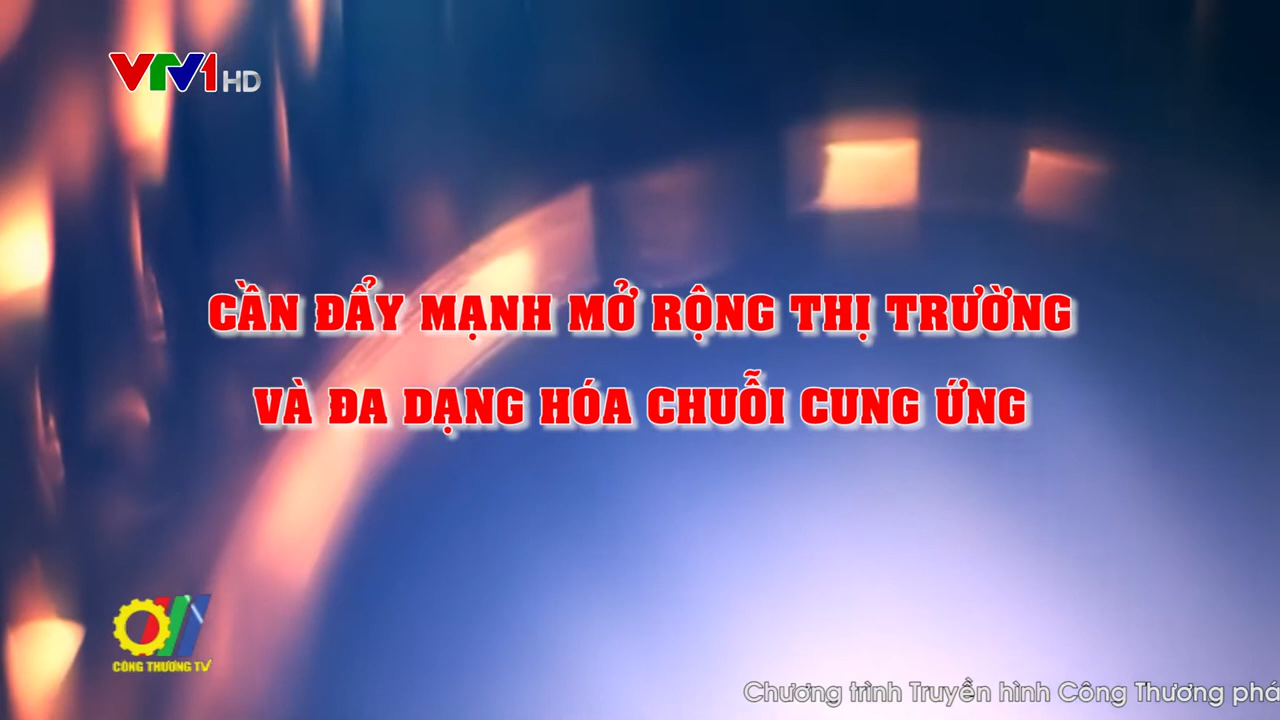 VTV1 HD
CẦN ĐẨY MẠNH MỞ RỘNG THỊ TRƯỜNG
VÀ ĐA DẠNG HÓA CHUỖI CUNG ỨNG
CÔNG THƯƠNG TV
Chương trình Truyền hình Công Thương phá